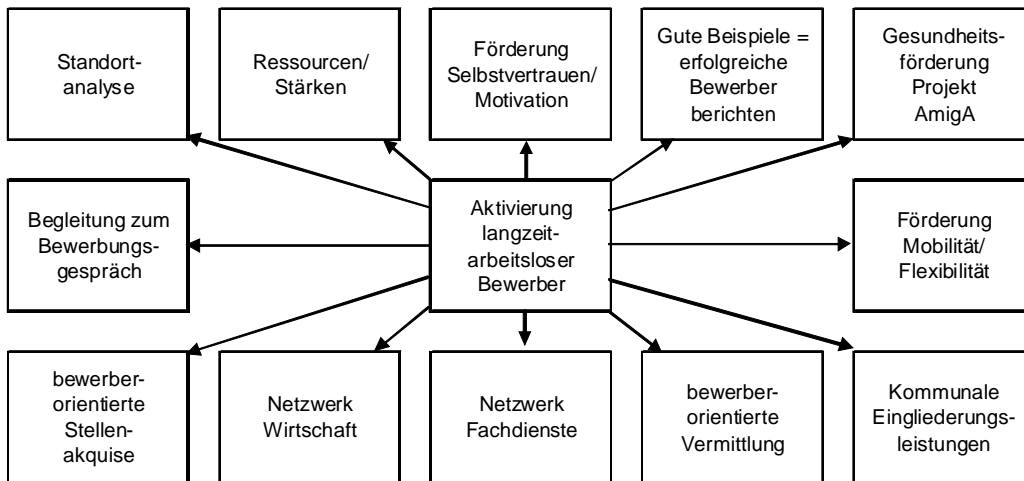 Standort-
analyse
Ressourcen/
Stärken
Förderung
Selbstvertrauen/
Motivation
Gute Beispiele =
erfolgreiche
Bewerber
berichten
Gesundheits-
förderung
Projekt
AmigA
Begleitung zum
Bewerbungs-
gespräch
Aktivierung
langzeit-
arbeitsloser
Bewerber
Förderung
Mobilität/
Flexibilität
bewerber-
orientierte
Stellen-
akquise
Netzwerk
Wirtschaft
Netzwerk
Fachdienste
bewerber-
orientierte
Vermittlung
Kommunale
Eingliederungs-
leistungen